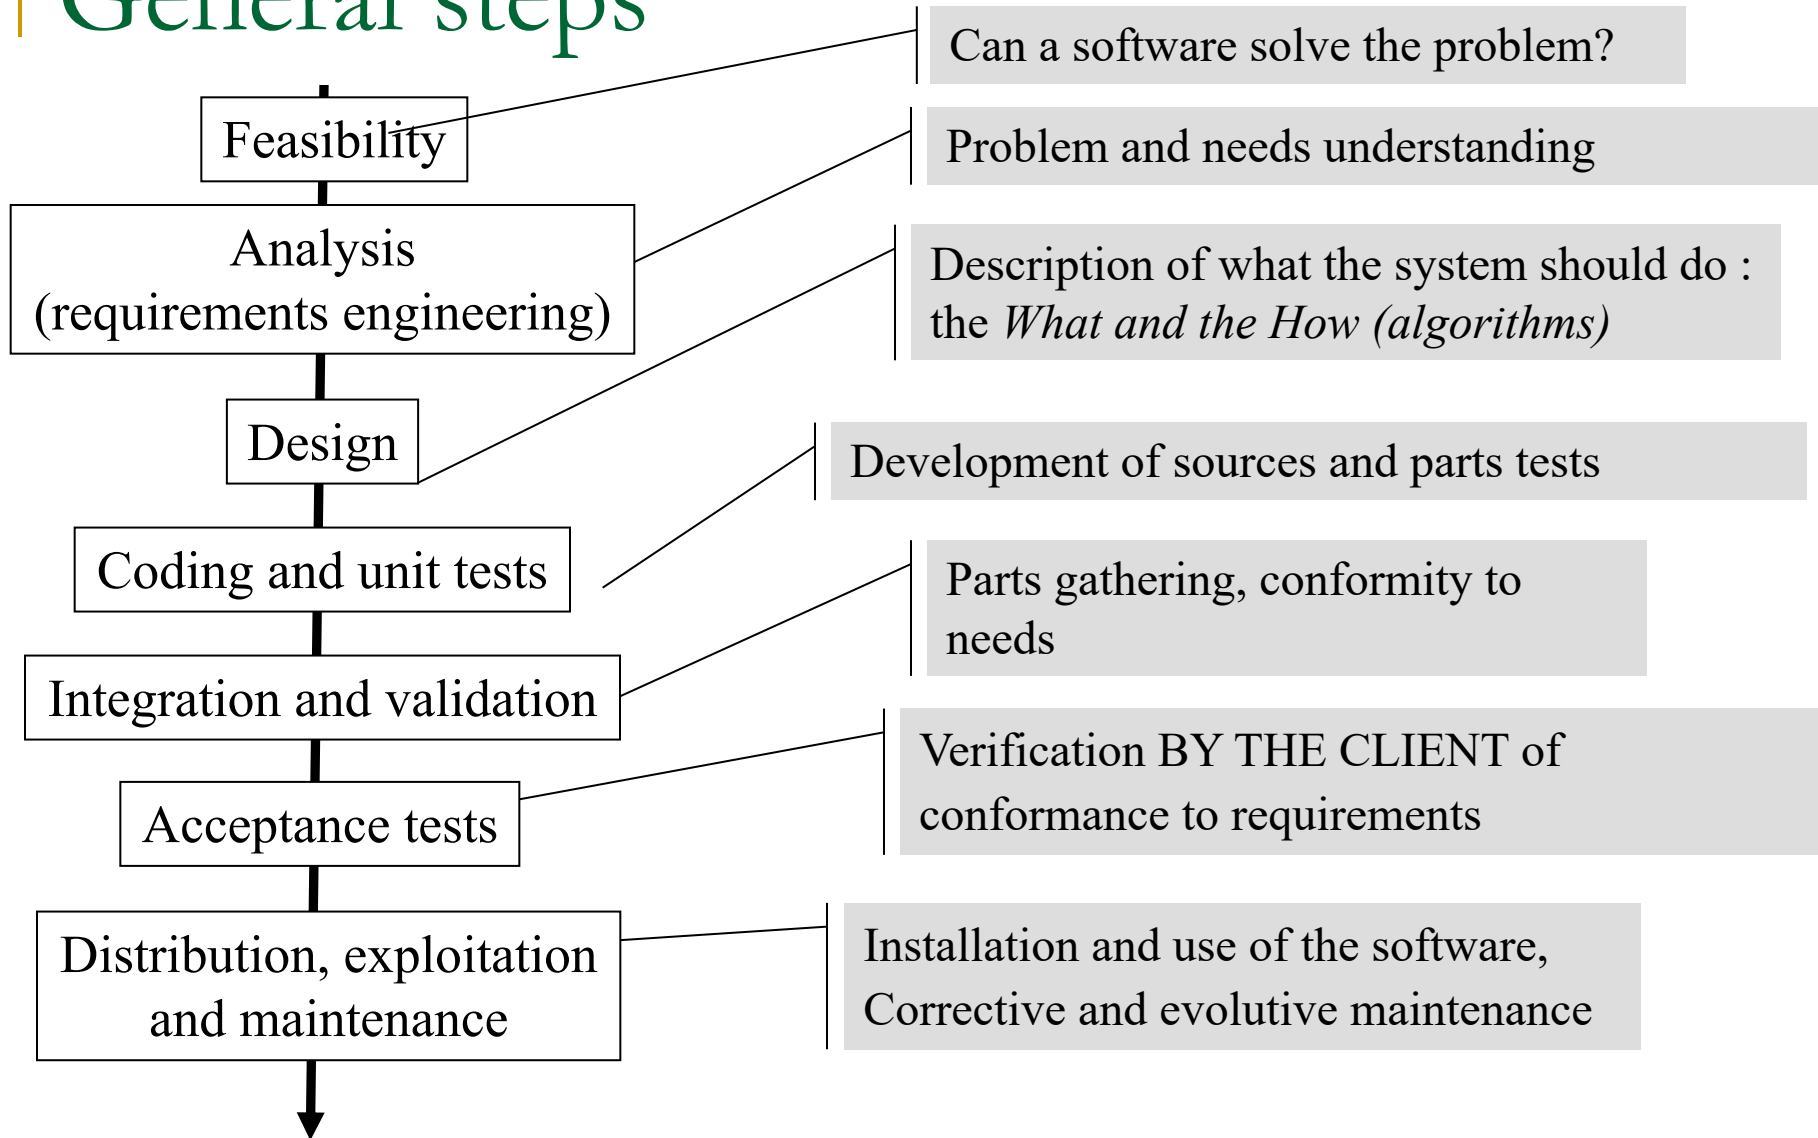 General steps
Can a software solve the problem?
Feasibility
Problem and needs understanding
Analysis
(requirements engineering)
Description of what the system should do :
the What and the How (algorithms)
Design
Development of sources and parts tests
Coding and unit tests
Parts gathering, conformity to
needs
Integration and validation
Verification BY THE CLIENT of
conformance to requirements
Acceptance tests
Installation and use of the software,
Corrective and evolutive maintenance
Distribution, exploitation
and maintenance